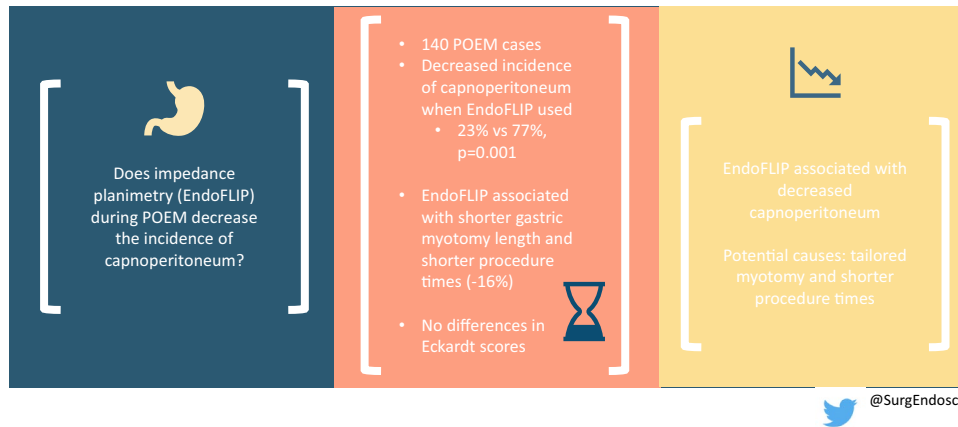 Does impedance
planimetry (EndoFLIP)
during POEM decrease
the incidence of
capnoperitoneum?
• 140 POEM cases
• Decreased incidence
of capnoperitoneum
when EndoFLIP used
• 23% vs 77%,
p=0.001
• EndoFLIP associated
with shorter gastric
myotomy length and
shorter procedure
times (-16%)
• No differences in
Eckardt scores
EndoFLIP associated with
decreased
capnoperitoneum
Potential causes: tailored
myotomy and shorter
procedure times
@SurgEndosc